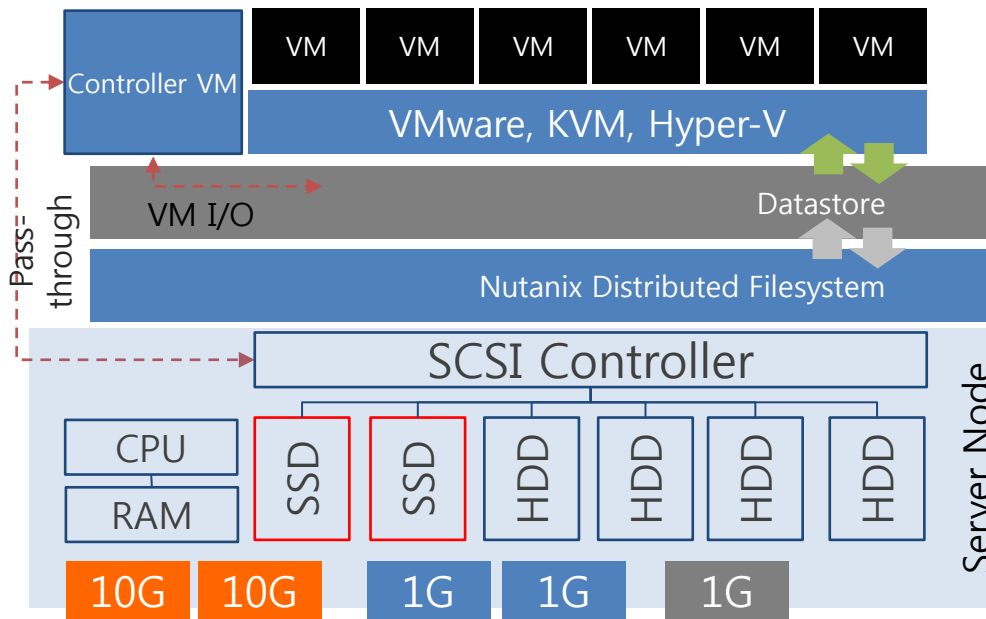 Controller VM
VM
VM
VM
VM
VM
VM
VMware, KVM, Hyper-V
Pass-
through
VM I/O
Datastore
Nutanix Distributed Filesystem
SCSI Controller
CPU
RAM
SSD
SSD
HDD
HDD
HDD
HDD
Server Node
10G
10G
1G
1G
1G